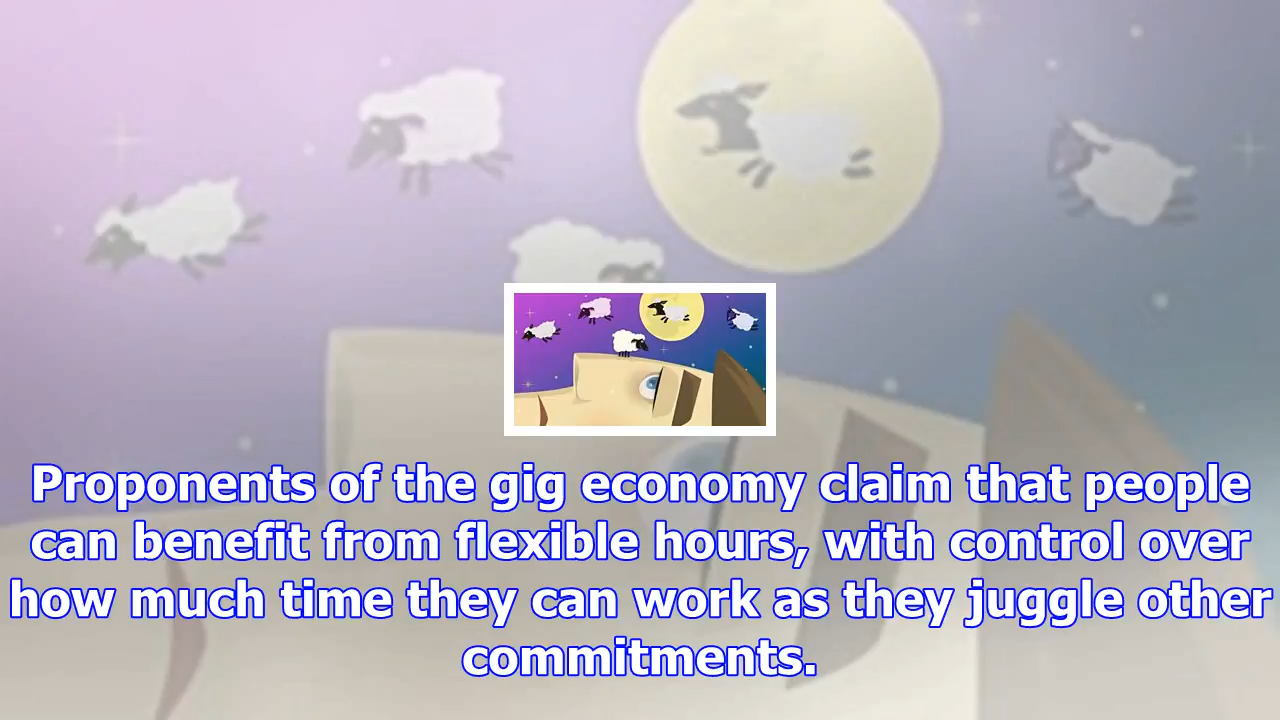 Proponents of the gig economy claim that people
can benefit from flexible hours, with control over
how much time they can work as they juggle other
commitments.